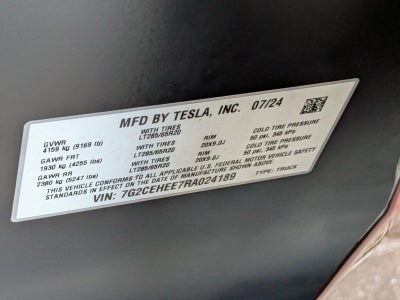 MFD BY TESLA, INC. 07/24
GVWR
4159 kg (9169 lb) WITH TIRES LT285/65R20 RIM 20X9.0J COLD TIRE PRESSURE 50 psi, 345 kPa
GAWR FRT
1930 kg (4255 lbs) WITH TIRES LT285/65R20 RIM 20X9.0J COLD TIRE PRESSURE 50 psi, 345 kPa
GAWR RR
2380 kg (5247 lbs) WITH TIRES LT285/65R20
THIS VEHICLE CONFORMS TO ALL APPLICABLE U.S. FEDERAL MOTOR VEHICLE SAFETY
STANDARDS IN EFFECT ON THE DATE OF MANUFACTURE SHOWN ABOVE.
VIN: 7G2CEHEE7RA024189 TYPE: TRUCK